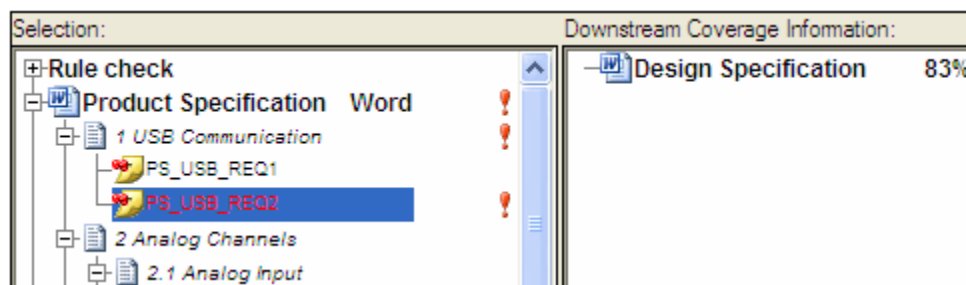 Selection:
Downstream Coverage Information:
Rule check
Design Specification 83%
Product Specification Word
1 USB Communication
PS_USB_REQ1
PS_USB_REQ2
2 Analog Channels
2.1 Analog Input